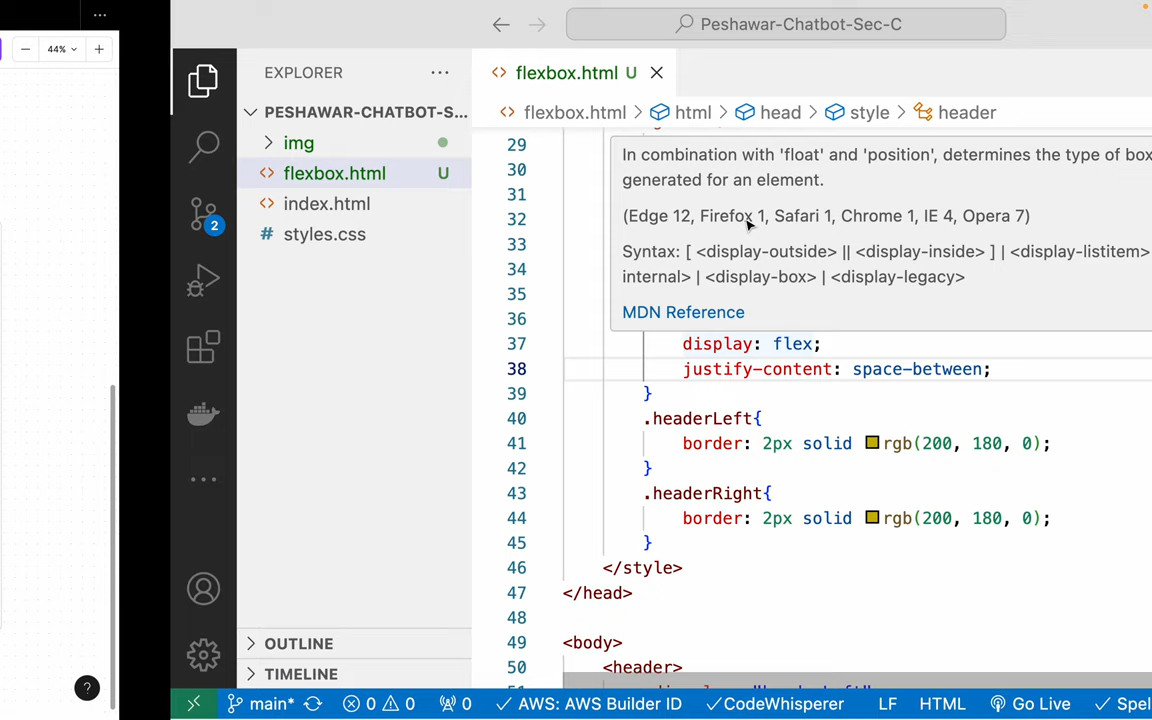 44%
Peshawar-Chatbot-Sec-C
EXPLORER
PESHAWAR-CHATBOT-S...
img
flexbox.html U
index.html
styles.css
OUTLINE
TIMELINE
2
flexbox.html U
flexbox.html > html > head > style > header
29
In combination with 'float' and 'position', determines the type of box
30 generated for an element.
31
32 (Edge 12, Firefox 1, Safari 1, Chrome 1, IE 4, Opera 7)
33 Syntax: [ <display-outside> || <display-inside> ] | <display-listitem>
34 internal> | <display-box> | <display-legacy>
35
36 MDN Reference
37 display: flex;
38 justify-content: space-between;
39 }
40 .headerLeft{
41 border: 2px solid rgb(200, 180, 0);
42 }
43 .headerRight{
44 border: 2px solid rgb(200, 180, 0);
45 }
46 </style>
47 </head>
48
49 <body>
50 <header>
?
main* 0 0 0 AWS: AWS Builder ID CodeWhisperer LF HTML Go Live Spel